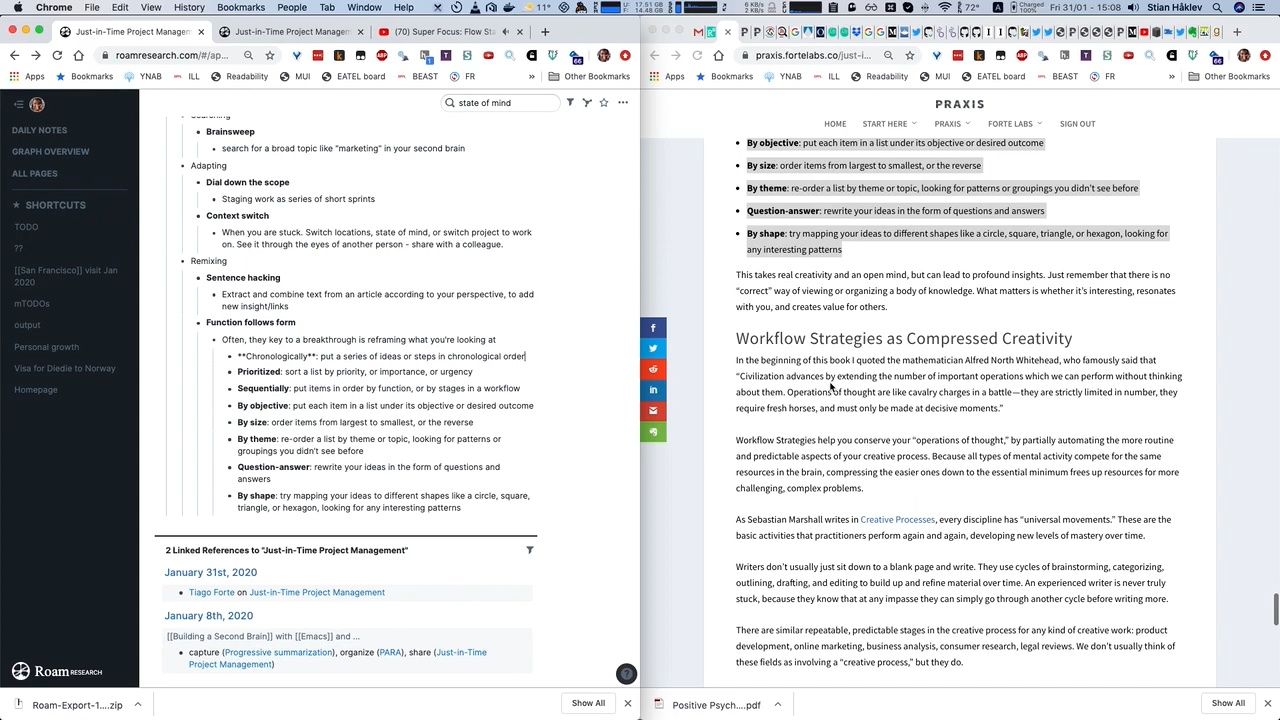 Chrome File Edit View History Bookmarks People Tab Window Help
11° 72° Charged 100% Fri 31/01 - 15:08 Stian Håklev
Just-in-Time Project Managem
Just-in-Time Project Managem
(70) Super Focus: Flow Sta
roamresearch.com/#/ap...
Apps Bookmarks YNAB ILL Readability MUI EATEL board BEAST FR » Other Bookmarks
DAILY NOTES
GRAPH OVERVIEW
ALL PAGES
★ SHORTCUTS
TODO
??
[[San Francisco]] visit Jan
2020
mTODOs
output
Personal growth
Visa for Diedie to Norway
Homepage
Roam RESEARCH
state of mind
Searching
Brainsweep
search for a broad topic like "marketing" in your second brain
Adapting
Dial down the scope
Staging work as series of short sprints
Context switch
When you are stuck. Switch locations, state of mind, or switch project to work
on. See it through the eyes of another person - share with a colleague.
Remixing
Sentence hacking
Extract and combine text from an article according to your perspective, to add
new insight/links
Function follows form
Often, they key to a breakthrough is reframing what you're looking at
**Chronologically**: put a series of ideas or steps in chronological order
Prioritized: sort a list by priority, or importance, or urgency
Sequentially: put items in order by function, or by stages in a workflow
By objective: put each item in a list under its objective or desired outcome
By size: order items from largest to smallest, or the reverse
By theme: re-order a list by theme or topic, looking for patterns or
groupings you didn't see before
Question-answer: rewrite your ideas in the form of questions and
answers
By shape: try mapping your ideas to different shapes like a circle, square,
triangle, or hexagon, looking for any interesting patterns
2 Linked References to "Just-in-Time Project Management"
January 31st, 2020
Tiago Forte on Just-in-Time Project Management
January 8th, 2020
[[Building a Second Brain]] with [[Emacs]] and ...
capture (Progressive summarization), organize (PARA), share (Just-in-Time
Project Management)
Roam-Export-1....zip
Show All
praxis.fortelabs.co/just-i...
Apps Bookmarks YNAB ILL Readability MUI EATEL board BEAST FR » Other Bookmarks
PRAXIS
HOME START HERE PRAXIS FORTE LABS SIGN OUT
By objective: put each item in a list under its objective or desired outcome
By size: order items from largest to smallest, or the reverse
By theme: re-order a list by theme or topic, looking for patterns or groupings you didn't see before
Question-answer: rewrite your ideas in the form of questions and answers
By shape: try mapping your ideas to different shapes like a circle, square, triangle, or hexagon, looking for
any interesting patterns
This takes real creativity and an open mind, but can lead to profound insights. Just remember that there is no
“correct” way of viewing or organizing a body of knowledge. What matters is whether it's interesting, resonates
with you, and creates value for others.
Workflow Strategies as Compressed Creativity
In the beginning of this book I quoted the mathematician Alfred North Whitehead, who famously said that
“Civilization advances by extending the number of important operations which we can perform without thinking
about them. Operations of thought are like cavalry charges in a battle—they are strictly limited in number, they
require fresh horses, and must only be made at decisive moments.”
Workflow Strategies help you conserve your “operations of thought,” by partially automating the more routine
and predictable aspects of your creative process. Because all types of mental activity compete for the same
resources in the brain, compressing the easier ones down to the essential minimum frees up resources for more
challenging, complex problems.
As Sebastian Marshall writes in Creative Processes, every discipline has “universal movements.” These are the
basic activities that practitioners perform again and again, developing new levels of mastery over time.
Writers don't usually just sit down to a blank page and write. They use cycles of brainstorming, categorizing,
outlining, drafting, and editing to build up and refine material over time. An experienced writer is never truly
stuck, because they know that at any impasse they can simply go through another cycle before writing more.
There are similar repeatable, predictable stages in the creative process for any kind of creative work: product
development, online marketing, business analysis, consumer research, legal reviews. We don't usually think of
these fields as involving a “creative process,” but they do.
Positive Psych....pdf
Show All